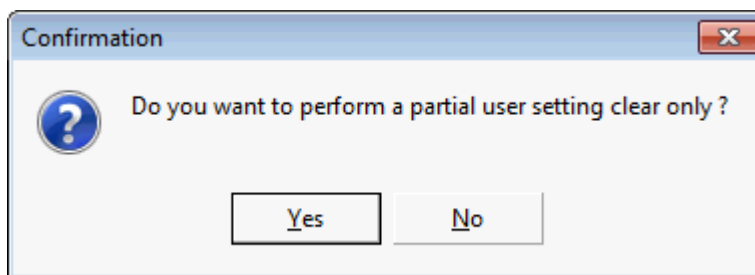 Confirmation
Do you want to perform a partial user setting clear only ?
Yes
No